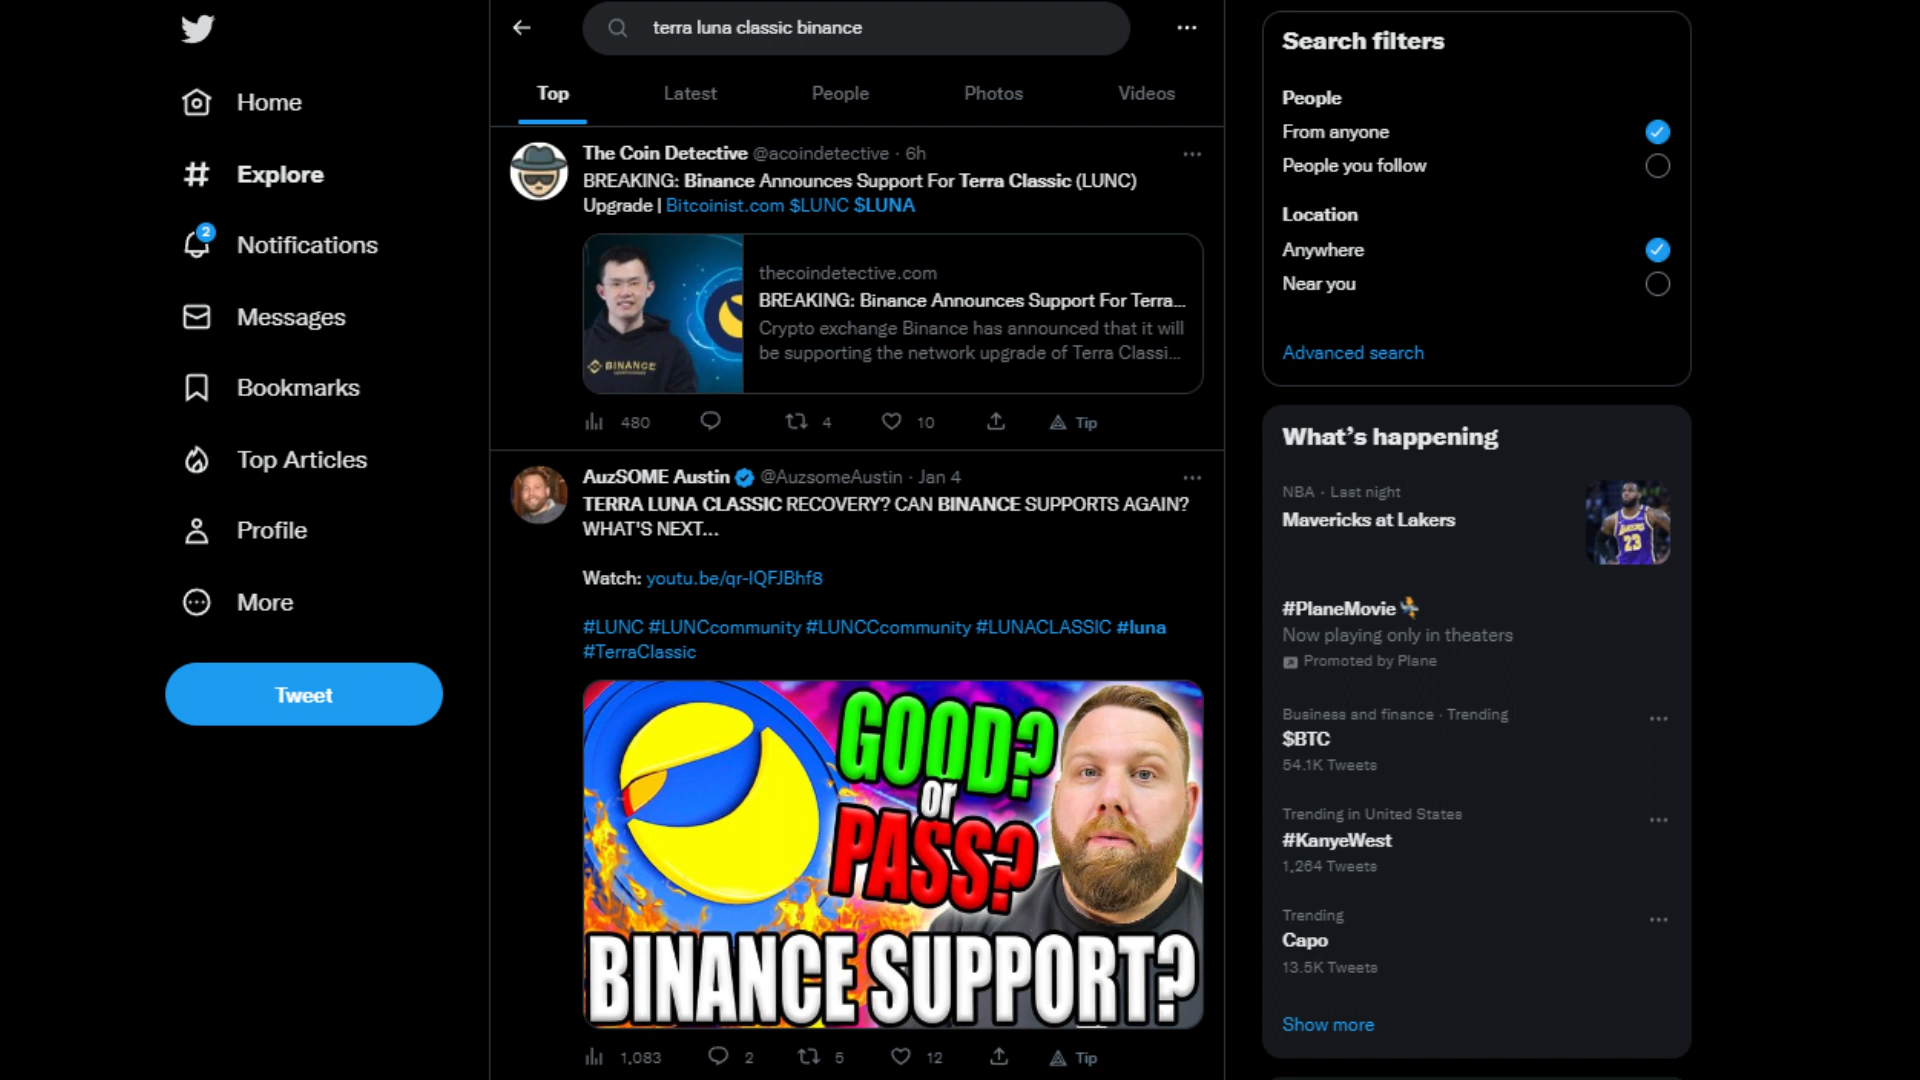 Home
Explore
2
Notifications
Messages
Bookmarks
Top Articles
Profile
More
Tweet
terra luna classic binance
Top
Latest
People
Photos
Videos
The Coin Detective @acoindetective · 6h
BREAKING: Binance Announces Support For Terra Classic (LUNC)
Upgrade | Bitcoinist.com $LUNC $LUNA
BINANCE
thecoindetective.com
BREAKING: Binance Announces Support For Terra...
Crypto exchange Binance has announced that it will
be supporting the network upgrade of Terra Classi...
480
4
10
Tip
AuzSOME Austin @AuzsomeAustin · Jan 4
TERRA LUNA CLASSIC RECOVERY? CAN BINANCE SUPPORTS AGAIN?
WHAT'S NEXT...
Watch: youtu.be/qr-IQFJBhf8
#LUNC #LUNCcommunity #LUNCCcommunity #LUNACLASSIC #luna
#TerraClassic
GOOD?
or
PASS?
BINANCE SUPPORT?
1,083
2
5
12
Tip
Search filters
People
From anyone
People you follow
Location
Anywhere
Near you
Advanced search
What's happening
NBA · Last night
Mavericks at Lakers
LAKERS
23
#PlaneMovie
Now playing only in theaters
Promoted by Plane
Business and finance · Trending
$BTC
54.1K Tweets
Trending in United States
#KanyeWest
1,264 Tweets
Trending
Capo
13.5K Tweets
Show more